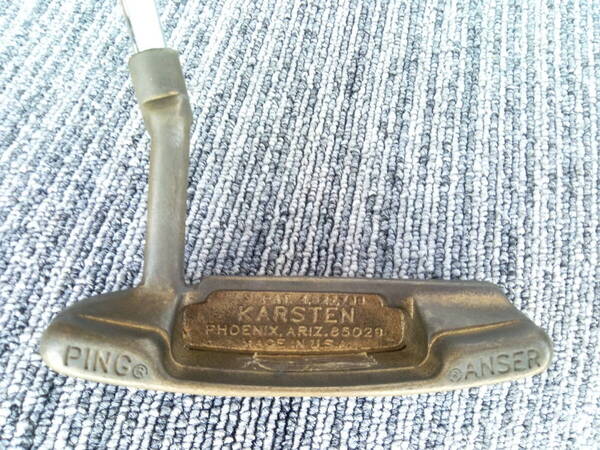 KARSTEN
PHOENIX, ARIZ. 85029
MADE IN U.S.A.
PING®
®ANSER